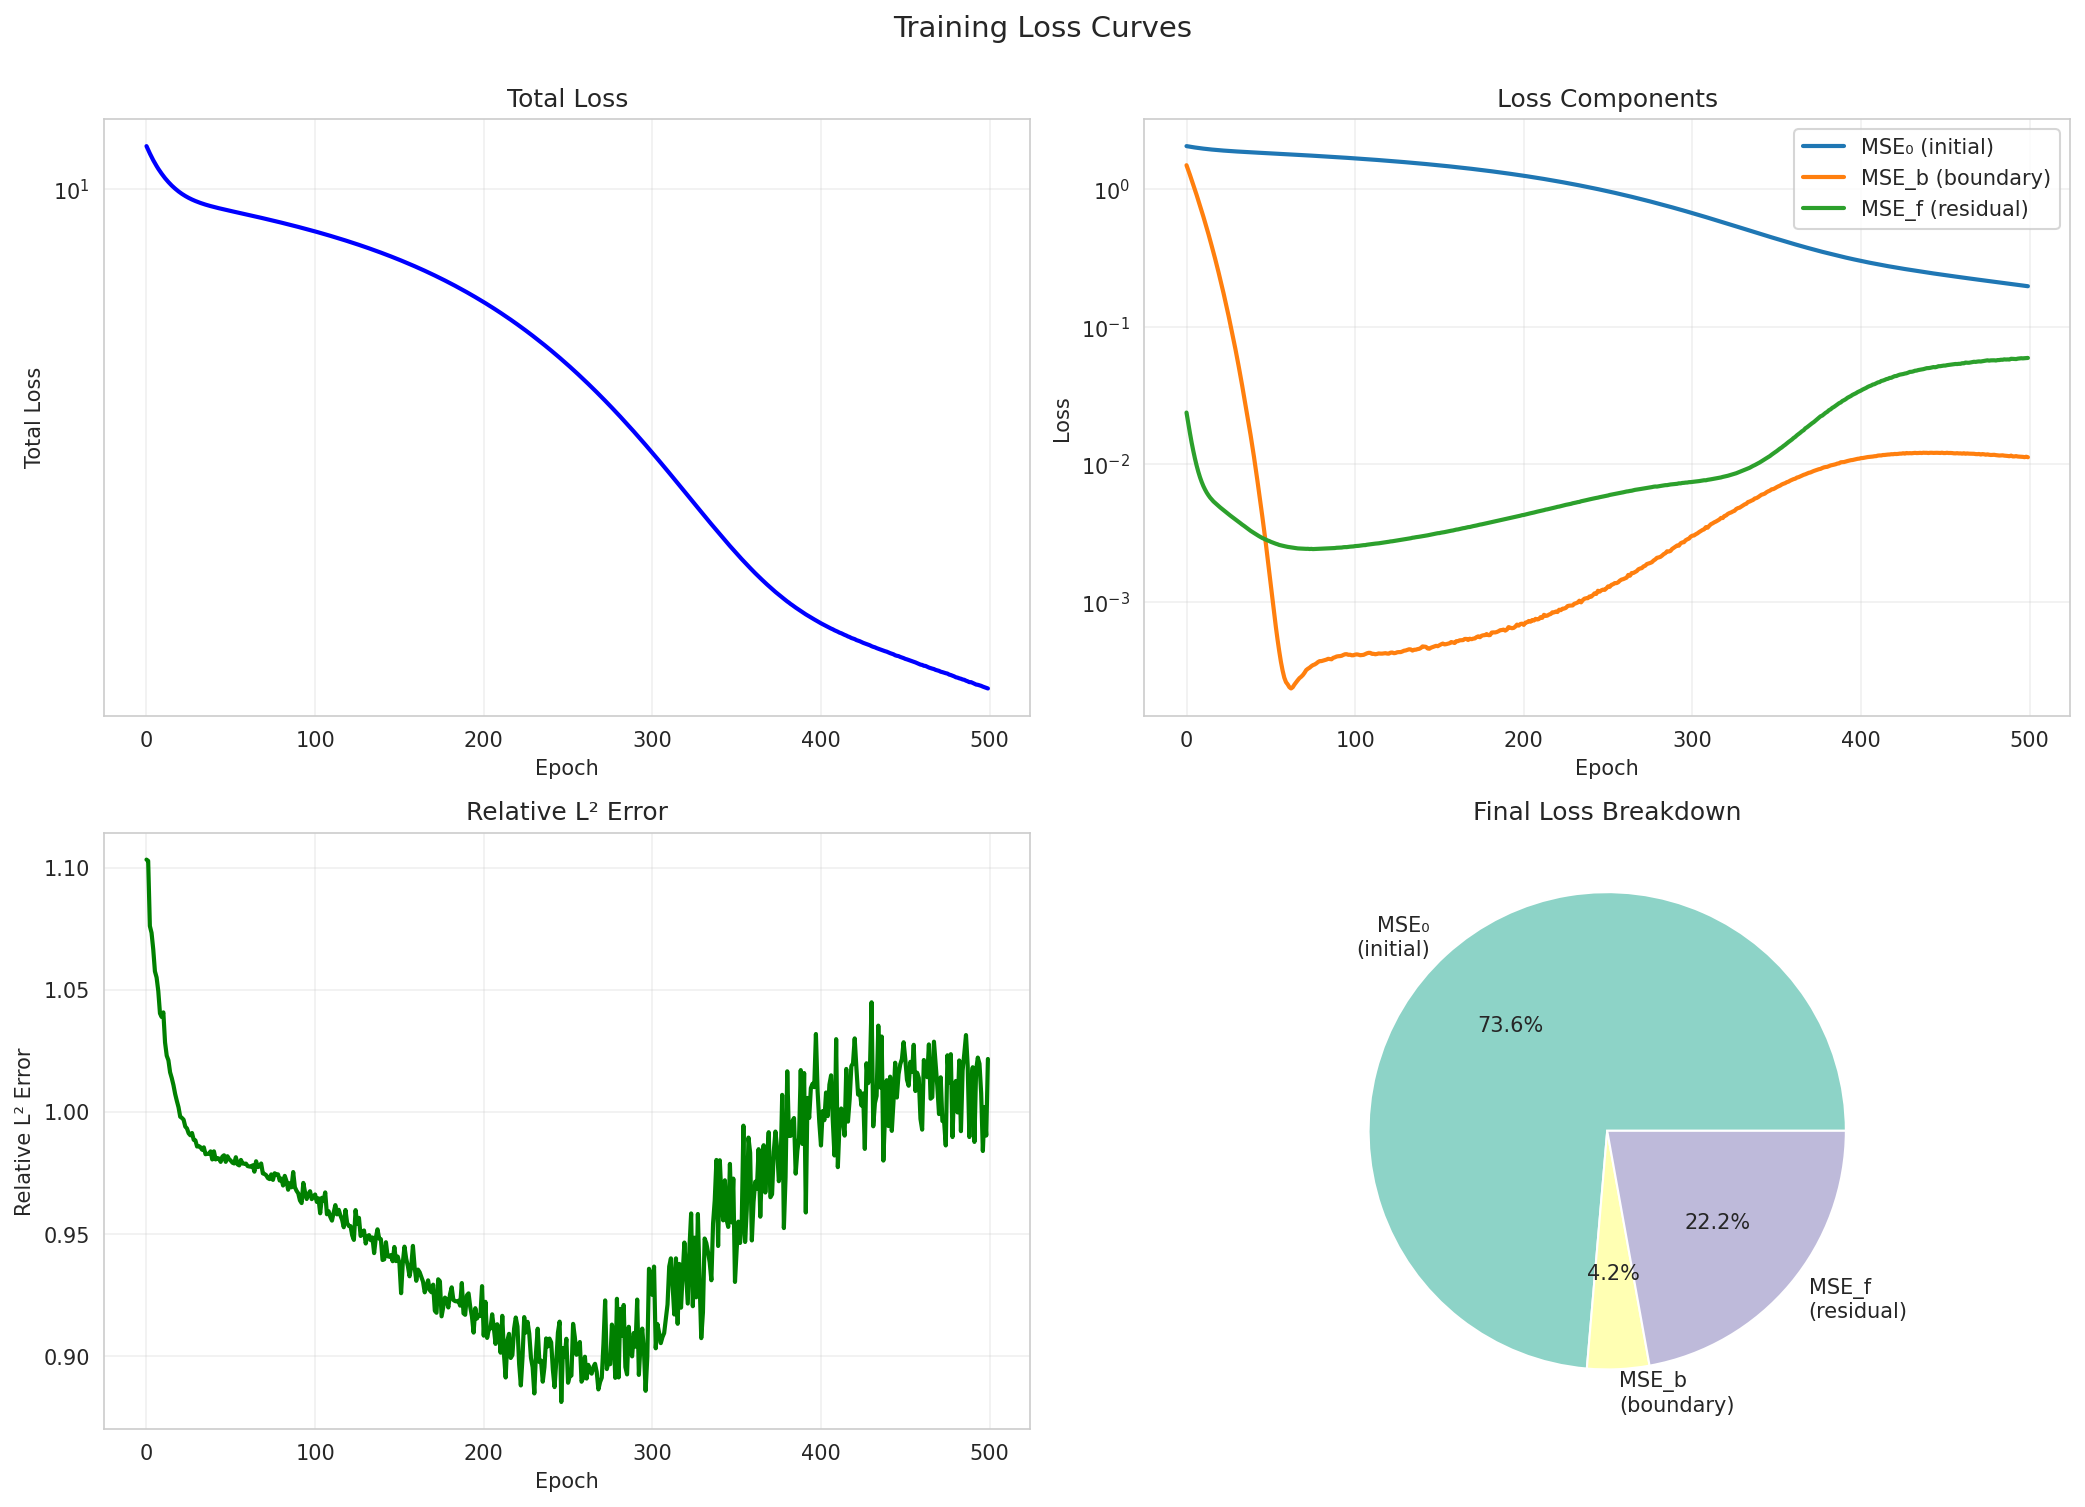 Training Loss Curves
Total Loss
10¹
Total Loss
0 100 200 300 400 500
Epoch
Loss Components
MSE₀ (initial)
MSE_b (boundary)
MSE_f (residual)
10⁰
10⁻¹
10⁻²
10⁻³
Loss
0 100 200 300 400 500
Epoch
Relative L² Error
1.10
1.05
1.00
0.95
0.90
Relative L² Error
0 100 200 300 400 500
Epoch
Final Loss Breakdown
MSE₀
(initial)
73.6%
22.2%
4.2%
MSE_f
(residual)
MSE_b
(boundary)